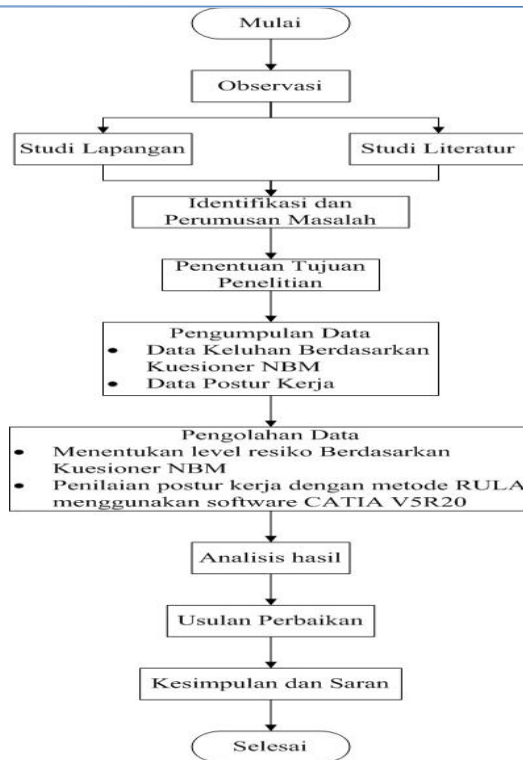 Mulai
Observasi
Studi Lapangan
Studi Literatur
Identifikasi dan
Perumusan Masalah
Penentuan Tujuan
Penelitian
Pengumpulan Data
• Data Keluhan Berdasarkan
Kuesioner NBM
• Data Postur Kerja
Pengolahan Data
• Menentukan level resiko Berdasarkan
Kuesioner NBM
• Penilaian postur kerja dengan metode RULA
menggunakan software CATIA V5R20
Analisis hasil
Usulan Perbaikan
Kesimpulan dan Saran
Selesai